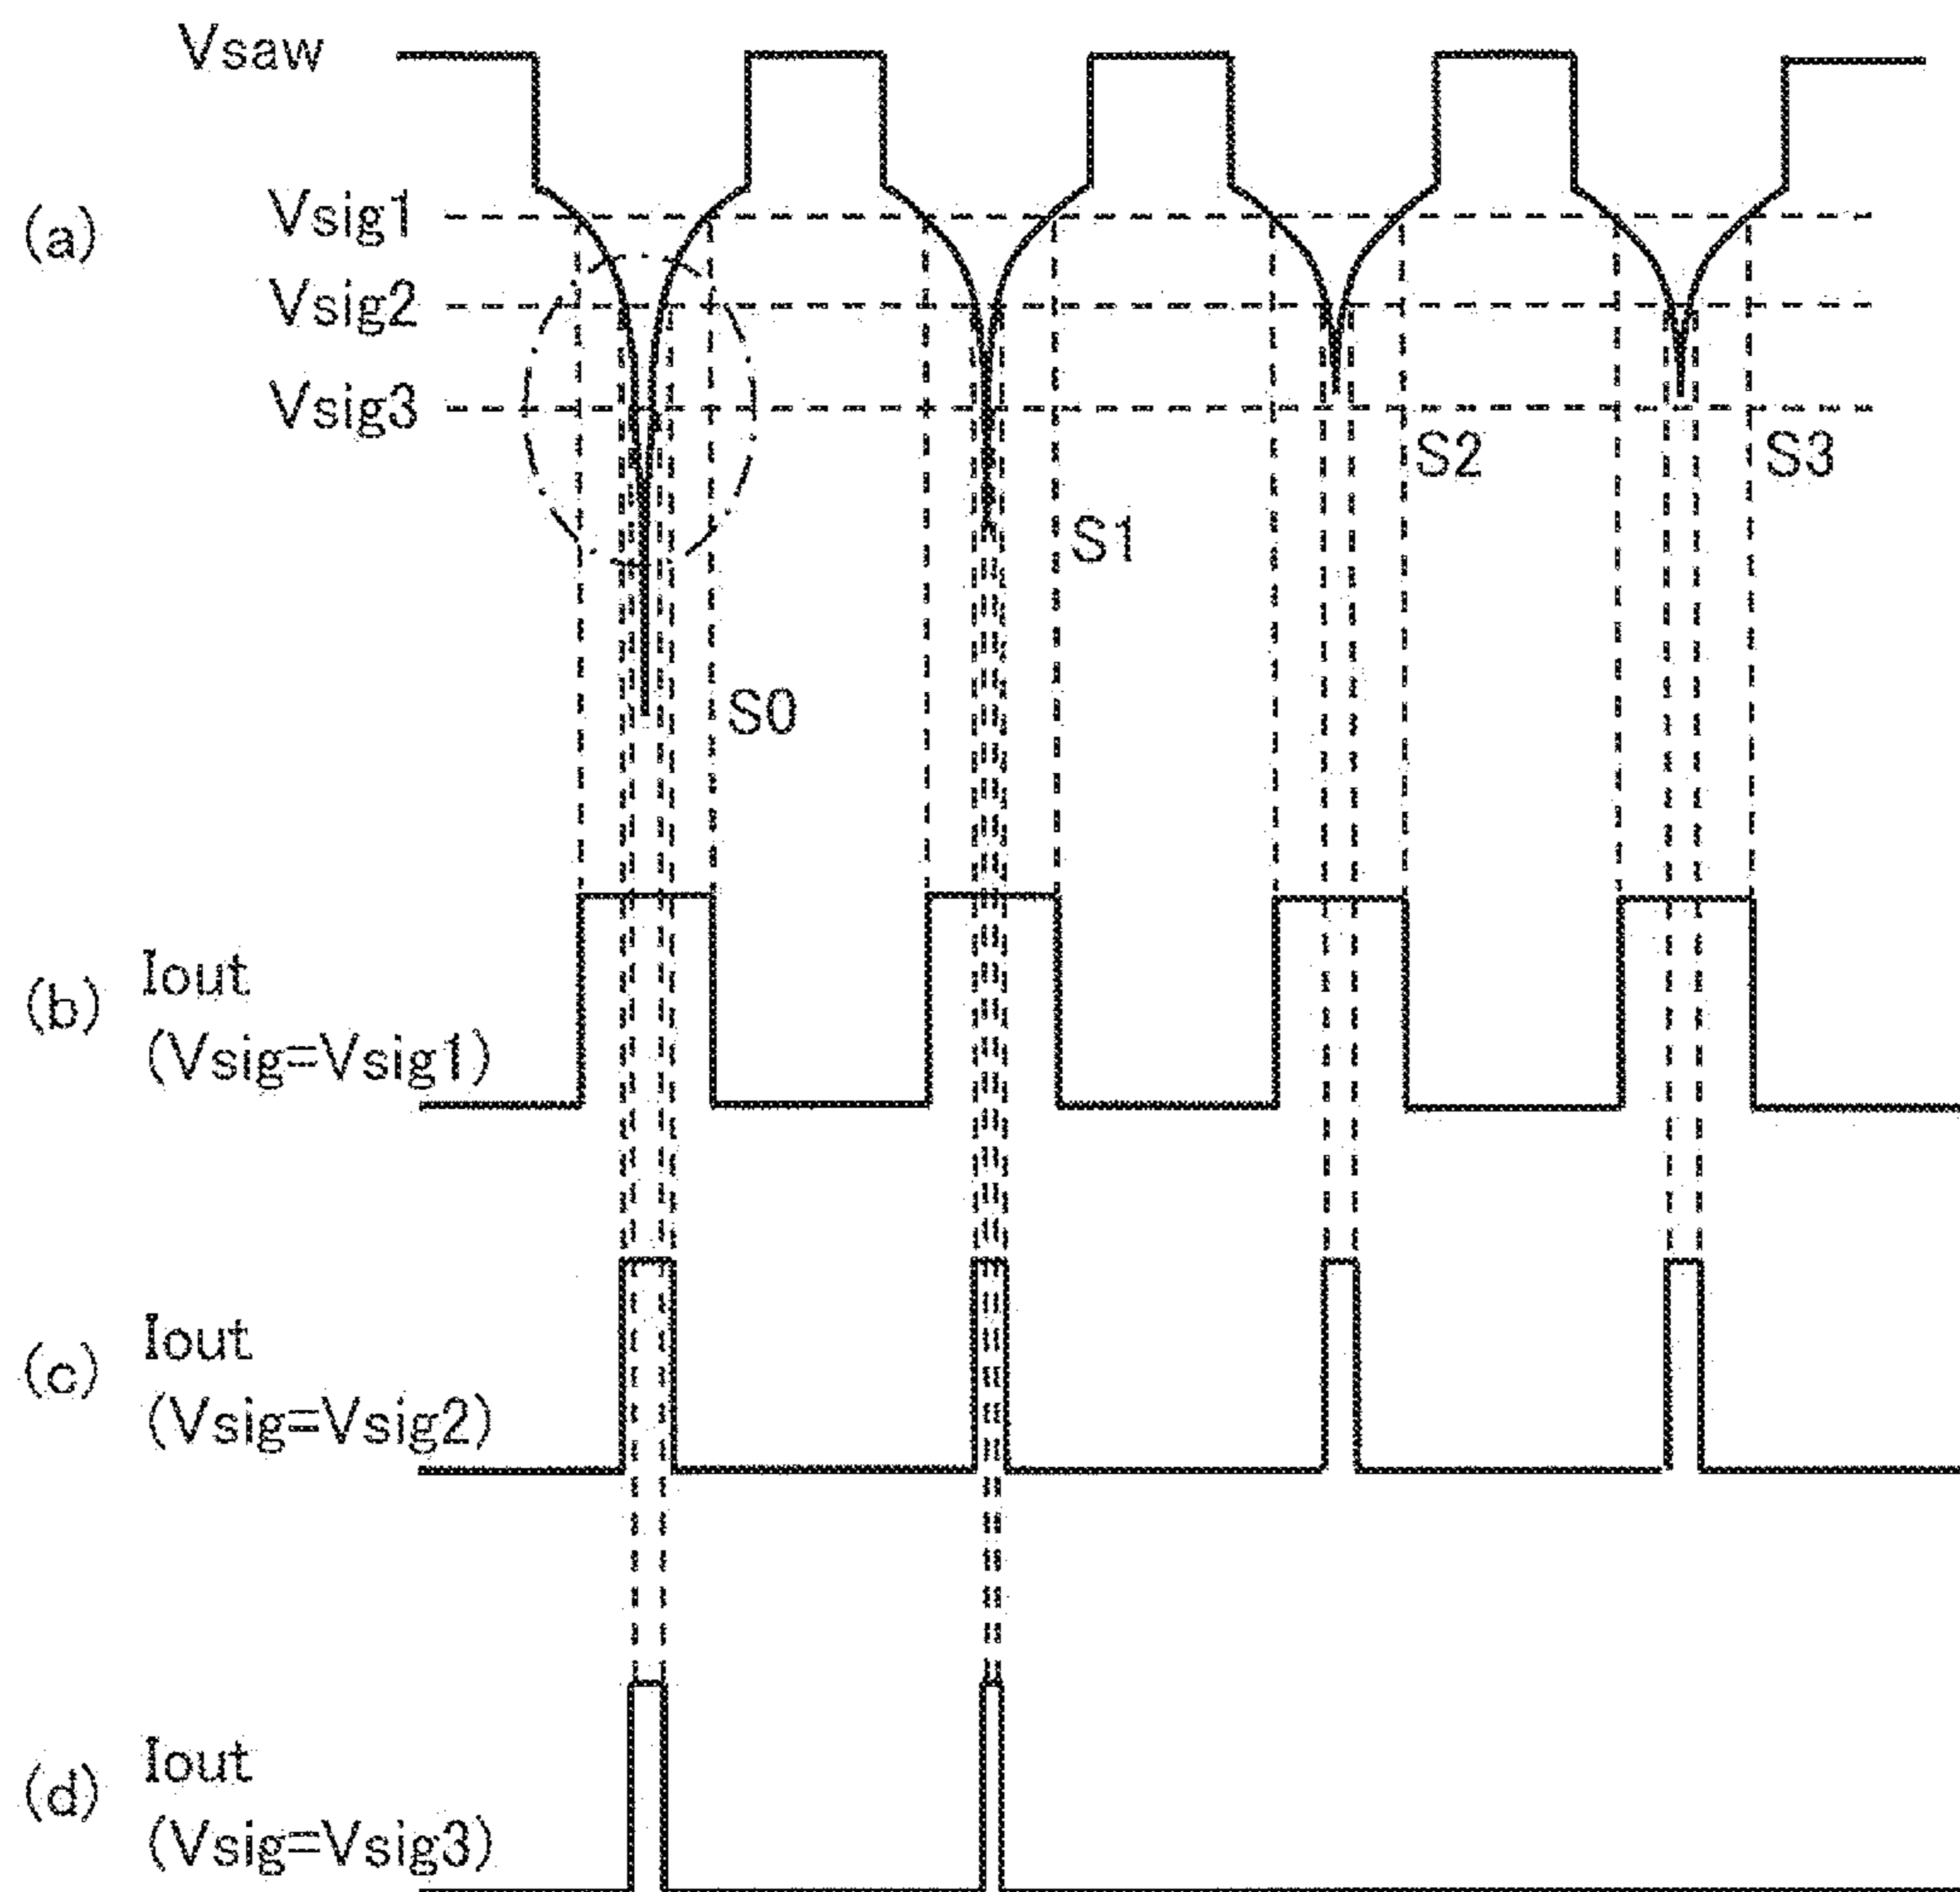 Vsaw
(a)
Vsig1
Vsig2
Vsig3
S2
S3
S1
S0
(b)
Iout
(Vsig=Vsig1)
(c)
Iout
(Vsig=Vsig2)
(d)
Iout
(Vsig=Vsig3)